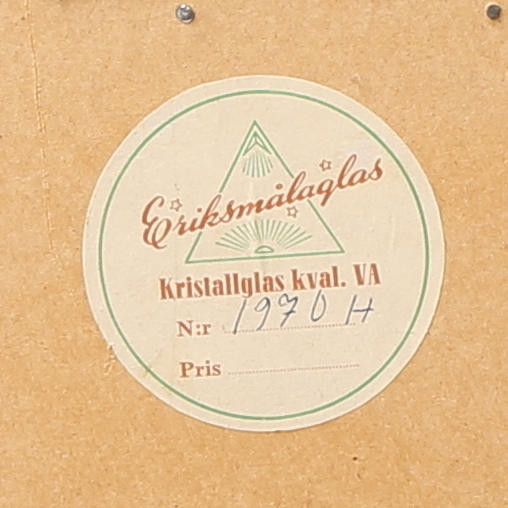 Eriksmålaglas
Kristallglas kval. VA
N:r 1970 H
Pris